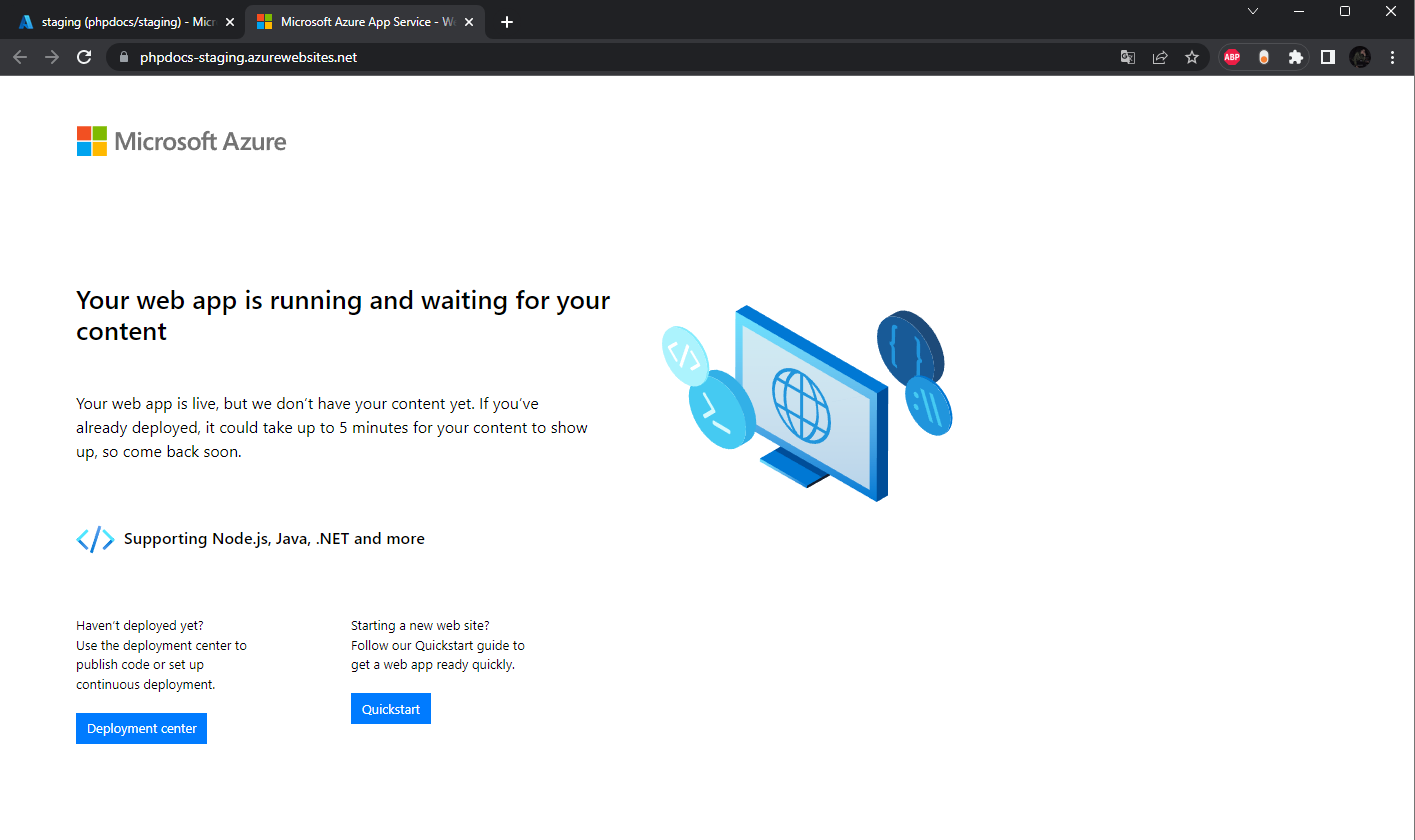 staging (phpdocs/staging) - Micr
Microsoft Azure App Service - We
phpdocs-staging.azurewebsites.net
ABP
Microsoft Azure
Your web app is running and waiting for your
content
Your web app is live, but we don’t have your content yet. If you’ve
already deployed, it could take up to 5 minutes for your content to show
up, so come back soon.
</> Supporting Node.js, Java, .NET and more
Haven’t deployed yet?
Use the deployment center to
publish code or set up
continuous deployment.
Deployment center
Starting a new web site?
Follow our Quickstart guide to
get a web app ready quickly.
Quickstart